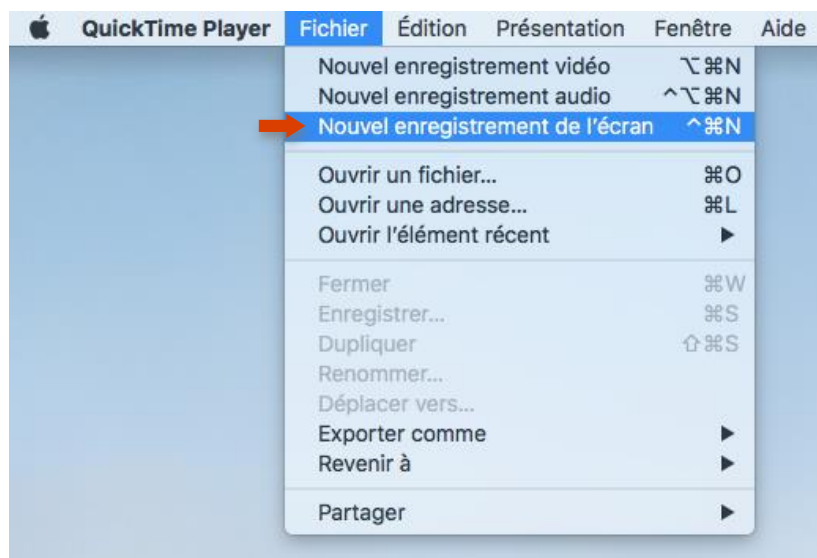 QuickTime Player Fichier Édition Présentation Fenêtre Aide
Nouvel enregistrement vidéo ⌥⌘N
Nouvel enregistrement audio ^⌥⌘N
Nouvel enregistrement de l'écran ^⌘N
Ouvrir un fichier... ⌘O
Ouvrir une adresse... ⌘L
Ouvrir l'élément récent ▶
Fermer ⌘W
Enregistrer... ⌘S
Dupliquer ⇧⌘S
Renommer...
Déplacer vers...
Exporter comme ▶
Revenir à ▶
Partager ▶